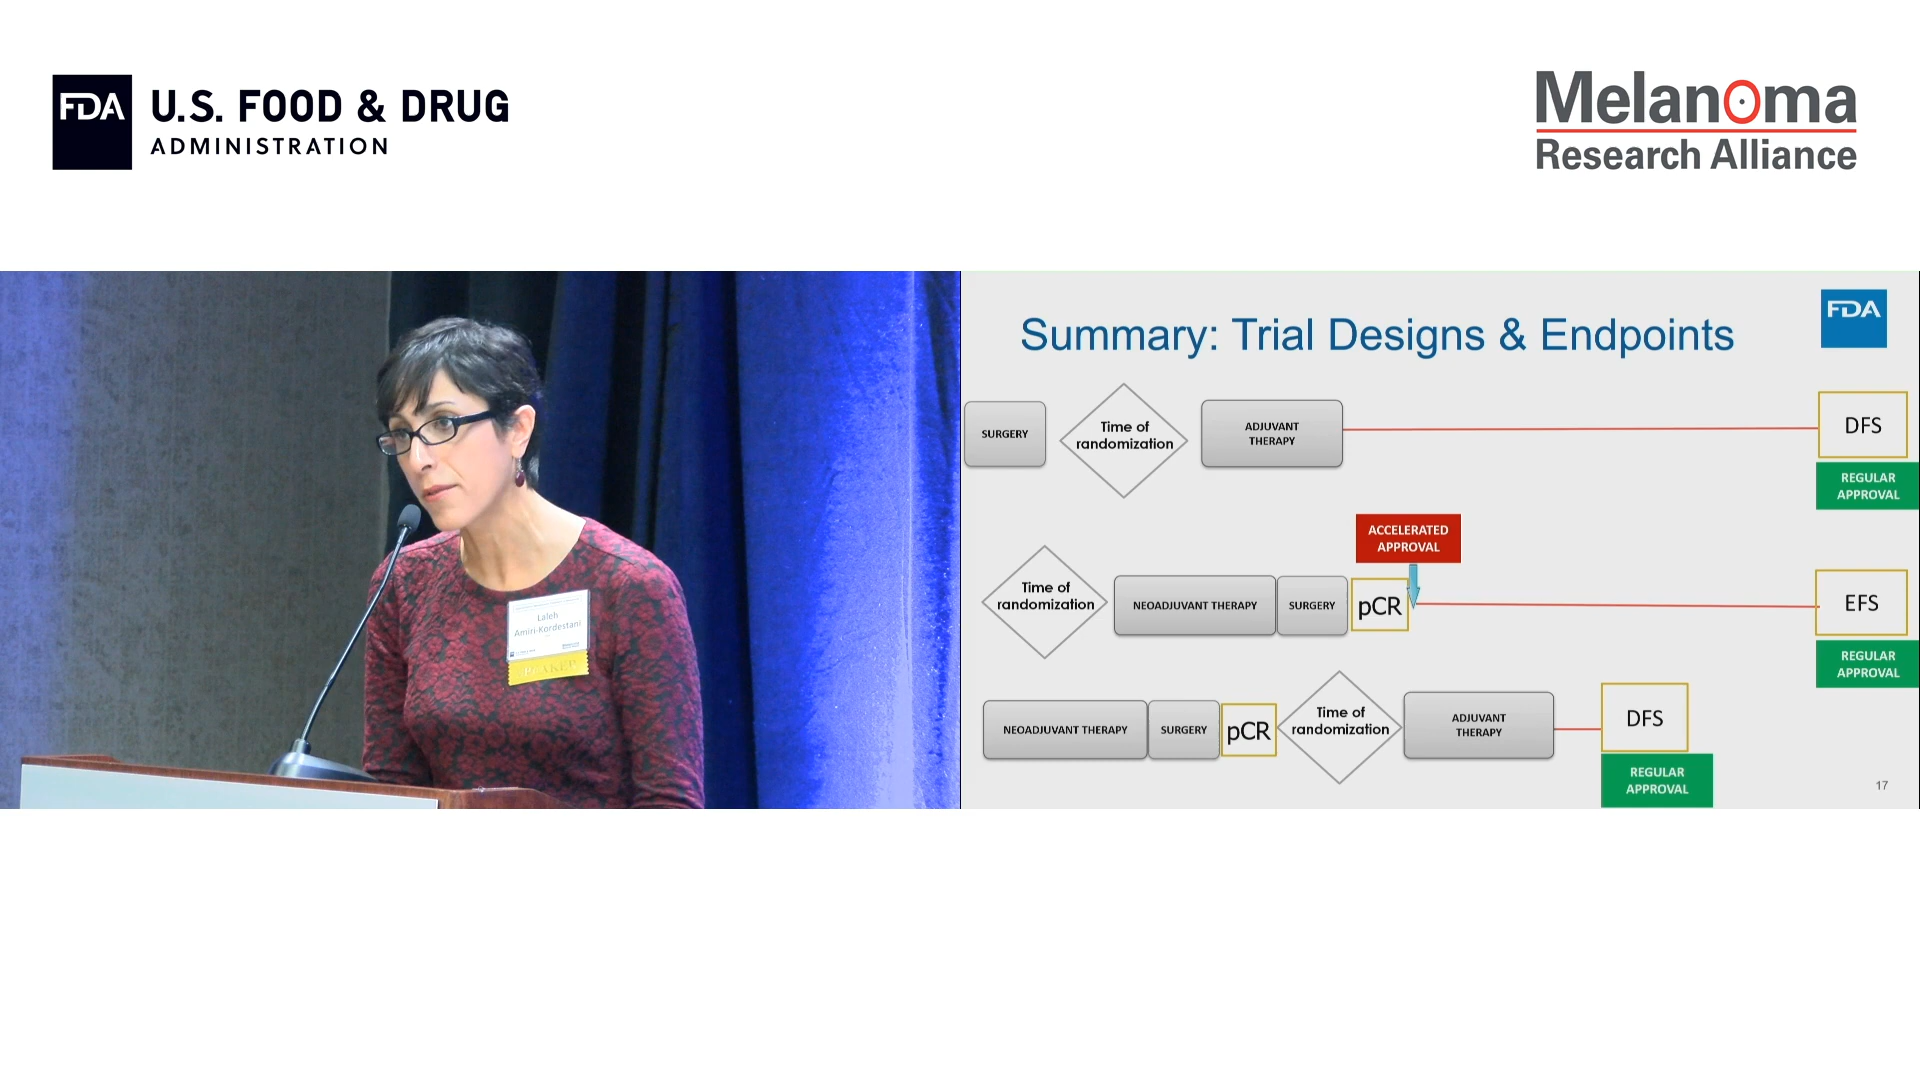 FDA U.S. FOOD & DRUG
ADMINISTRATION
Melanoma
Research Alliance
Laleh
Amiri-Kordestani
SPEAKER
Summary: Trial Designs & Endpoints
FDA
SURGERY
Time of
randomization
ADJUVANT
THERAPY
DFS
REGULAR
APPROVAL
ACCELERATED
APPROVAL
Time of
randomization
NEOADJUVANT THERAPY
SURGERY
pCR
EFS
REGULAR
APPROVAL
NEOADJUVANT THERAPY
SURGERY
pCR
Time of
randomization
ADJUVANT
THERAPY
DFS
REGULAR
APPROVAL
17